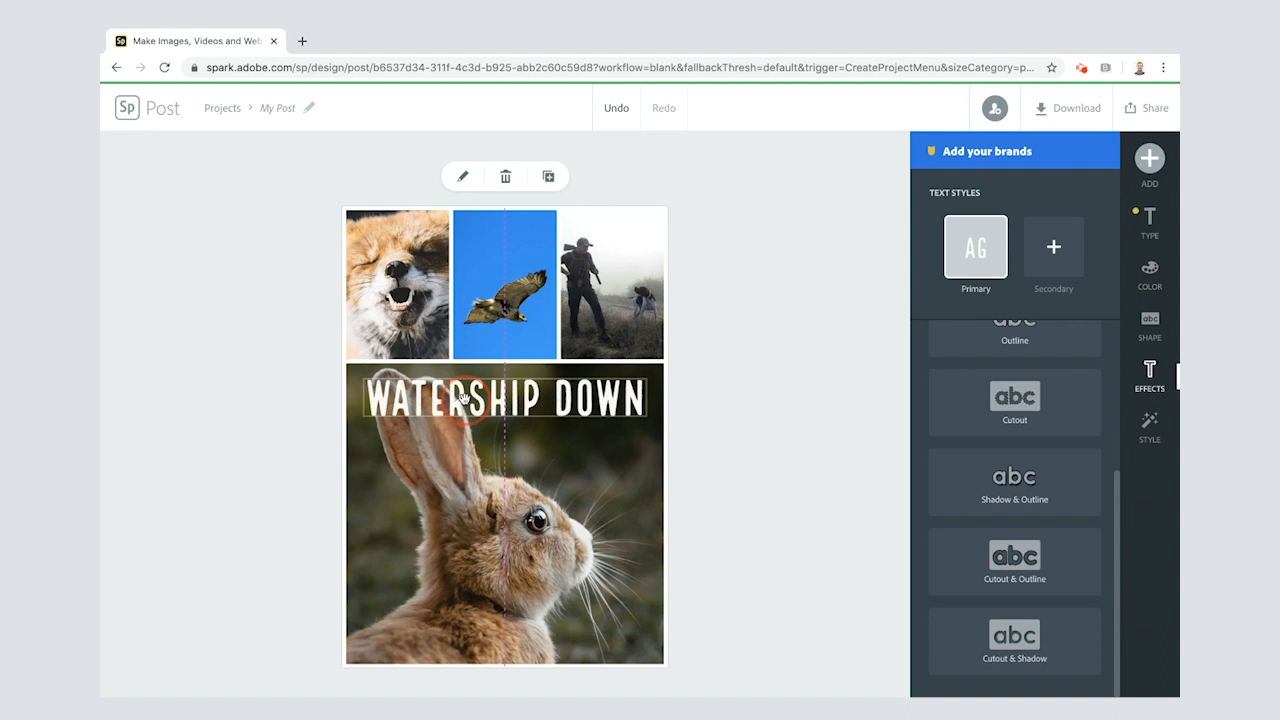 Sp Make Images, Videos and Web
spark.adobe.com/sp/design/post/b6537d34-311f-4c3d-b925-abb2c60c59d8?workflow=blank&fallbackThresh=default&trigger=CreateProjectMenu&sizeCategory=p...
Sp Post Projects > My Post Undo Redo Download Share
Add your brands
ADD
TEXT STYLES
T
TYPE
AG +
Primary Secondary
COLOR
abc
SHAPE
abc
Outline
T
EFFECTS
WATERSHIP DOWN
abc
Cutout
STYLE
abc
Shadow & Outline
abc
Cutout & Outline
abc
Cutout & Shadow